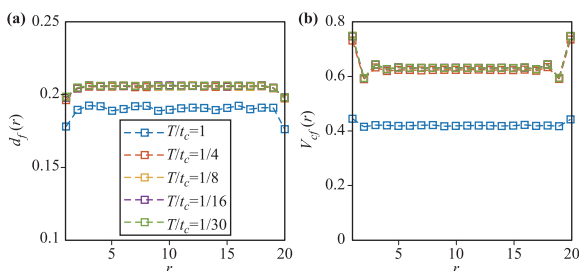 (a)
0.25
0.2
0.15
0.1
d_f(r)
T/t_c=1
T/t_c=1/4
T/t_c=1/8
T/t_c=1/16
T/t_c=1/30
5 10 15 20
r
(b)
0.8
0.6
0.4
0.2
0
V_cf(r)
5 10 15 20
r